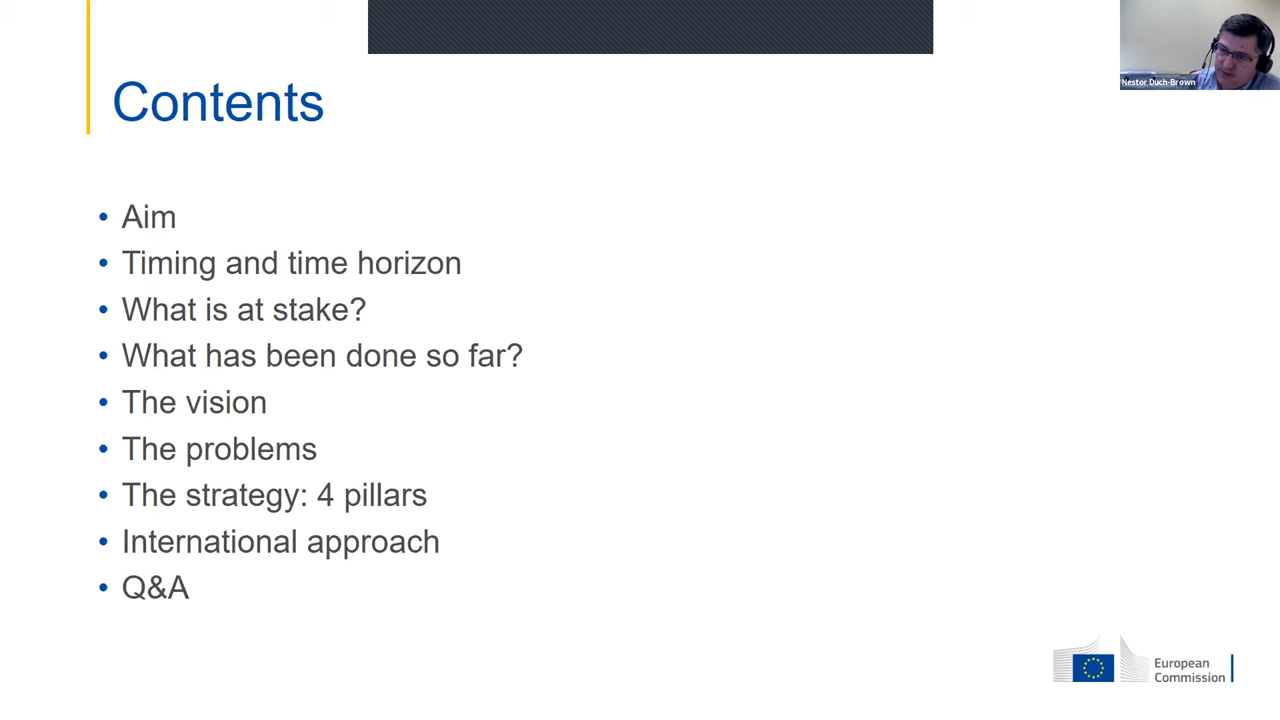 Nestor Duch-Brown
Contents
• Aim
• Timing and time horizon
• What is at stake?
• What has been done so far?
• The vision
• The problems
• The strategy: 4 pillars
• International approach
• Q&A
European
Commission